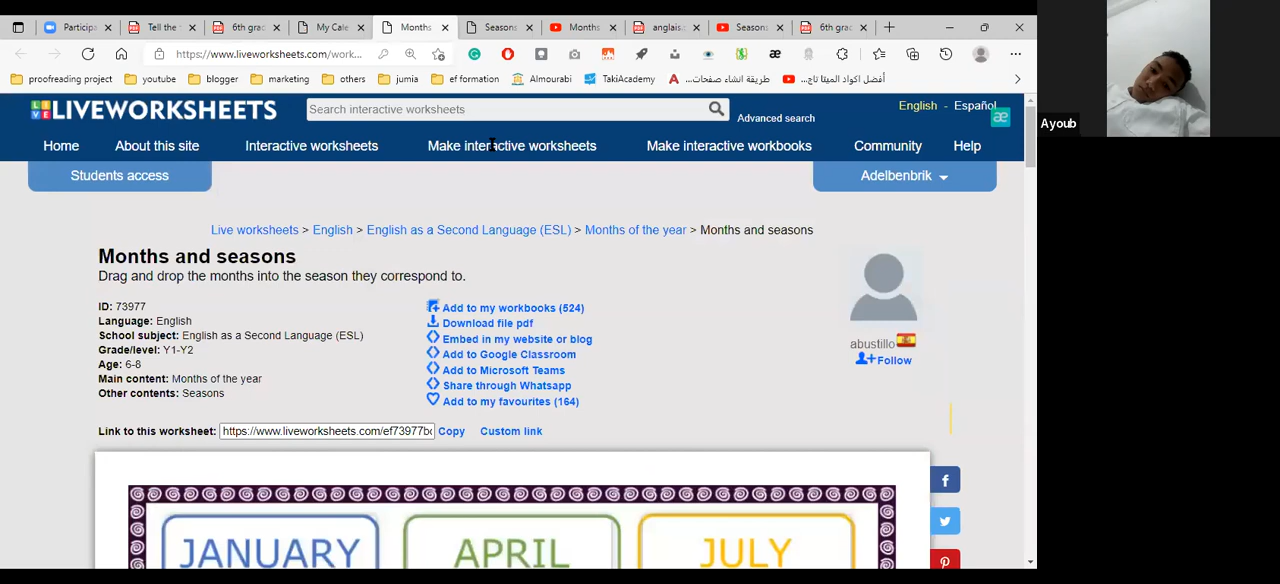 Participa
Tell the
6th grac
My Cale
Months
Seasons
Months
anglais.
Season:
6th grac
https://www.liveworksheets.com/work...
proofreading project
youtube
blogger
marketing
others
jumia
ef formation
Almourabi
TakiAcademy
طريقة انشاء صفحات...
أفضل اكواد الميتا تاج...
LIVEWORKSHEETS
Search interactive worksheets
Advanced search
English - Español
Home
About this site
Interactive worksheets
Make interactive worksheets
Make interactive workbooks
Community
Help
Students access
Adelbenbrik
Live worksheets > English > English as a Second Language (ESL) > Months of the year > Months and seasons
Months and seasons
Drag and drop the months into the season they correspond to.
ID: 73977
Language: English
School subject: English as a Second Language (ESL)
Grade/level: Y1-Y2
Age: 6-8
Main content: Months of the year
Other contents: Seasons
Add to my workbooks (524)
Download file pdf
Embed in my website or blog
Add to Google Classroom
Add to Microsoft Teams
Share through Whatsapp
Add to my favourites (164)
abustillo
Follow
Link to this worksheet: https://www.liveworksheets.com/ef73977bc Copy Custom link
JANUARY
APRIL
JULY
Ayoub